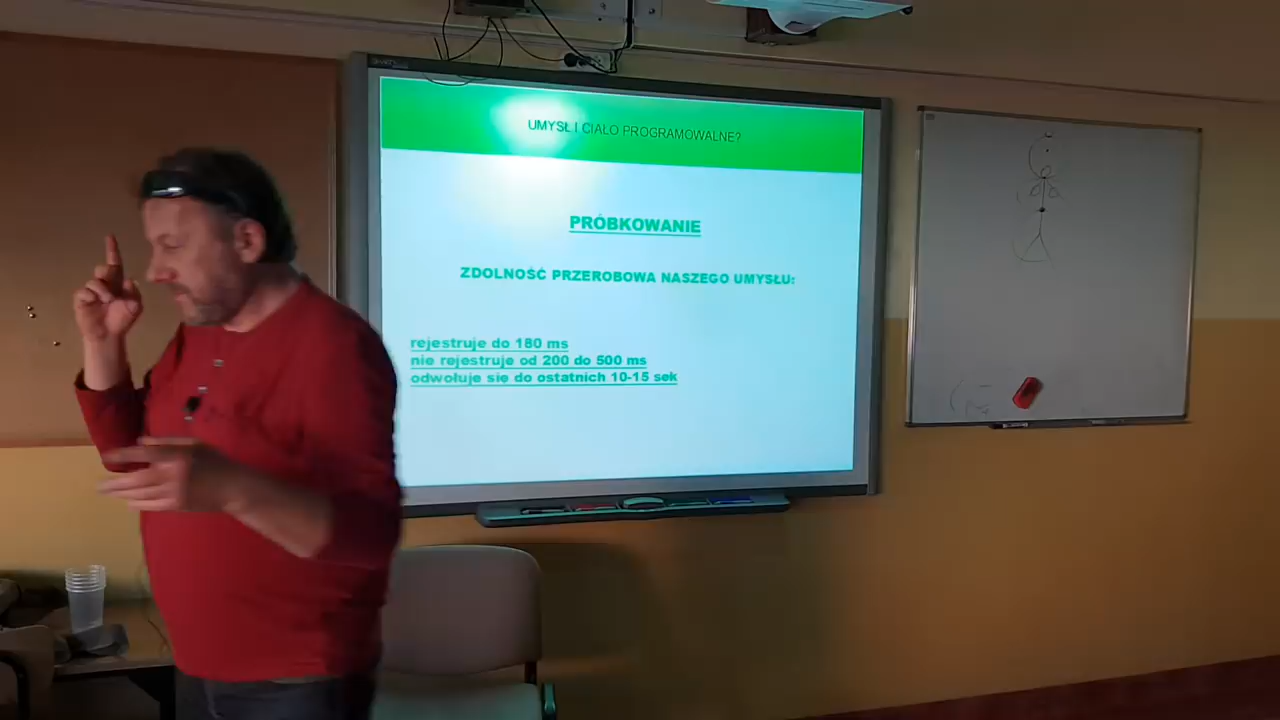 UMYSŁ I CIAŁO PROGRAMOWALNE?
PRÓBKOWANIE
ZDOLNOŚĆ PRZEROBOWA NASZEGO UMYSŁU:
rejestruje do 180 ms
nie rejestruje od 200 do 500 ms
odwołuje się do ostatnich 10-15 sek